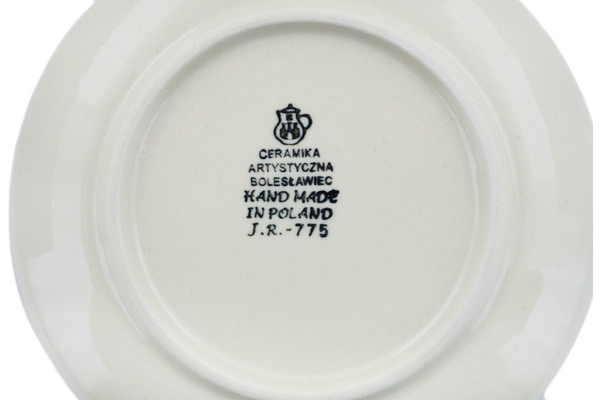 CERAMIKA
ARTYSTYCZNA
BOLESŁAWIEC
HAND MADE
IN POLAND
J.R.-775